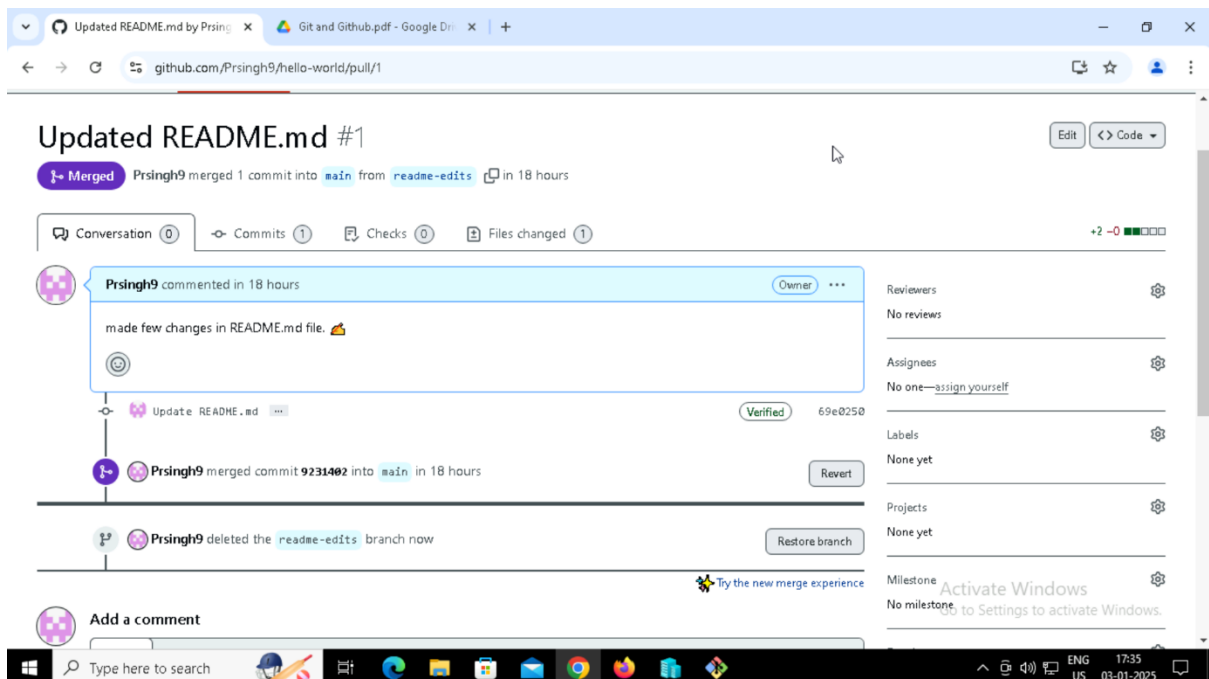 Updated README.md by Prsing
Git and Github.pdf - Google Dri
github.com/Prsingh9/hello-world/pull/1
Updated README.md #1
Edit
<> Code
Merged
Prsingh9 merged 1 commit into main from readme-edits in 18 hours
Conversation 0
Commits 1
Checks 0
Files changed 1
+2 −0
Prsingh9 commented in 18 hours
Owner
made few changes in README.md file. ✍
Update README.md ...
Verified
69e0250
Prsingh9 merged commit 9231402 into main in 18 hours
Revert
Prsingh9 deleted the readme-edits branch now
Restore branch
Try the new merge experience
Add a comment
Reviewers
No reviews
Assignees
No one—assign yourself
Labels
None yet
Projects
None yet
Milestone
No milestone
Activate Windows
Go to Settings to activate Windows.
Type here to search
ENG
US
17:35
03-01-2025